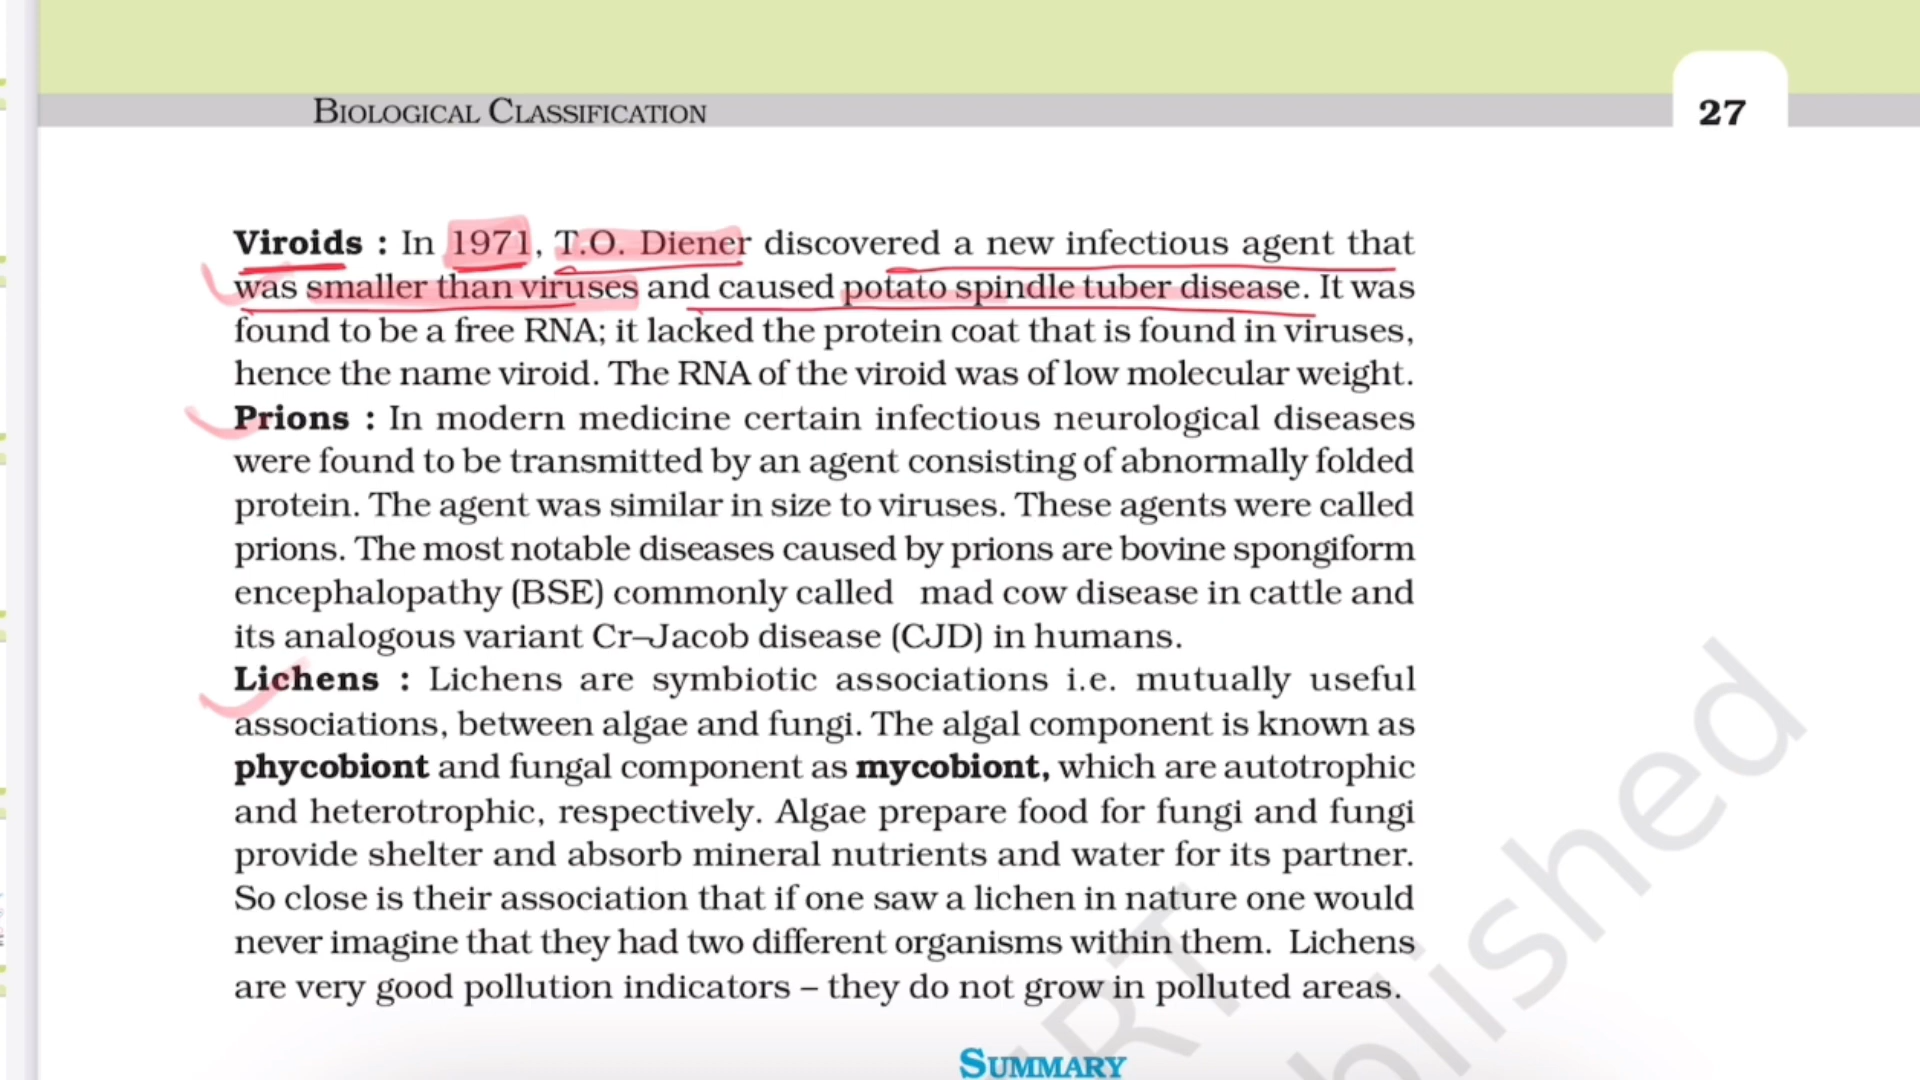 BIOLOGICAL CLASSIFICATION
27
Viroids : In 1971, T.O. Diener discovered a new infectious agent that
was smaller than viruses and caused potato spindle tuber disease. It was
found to be a free RNA; it lacked the protein coat that is found in viruses,
hence the name viroid. The RNA of the viroid was of low molecular weight.
Prions : In modern medicine certain infectious neurological diseases
were found to be transmitted by an agent consisting of abnormally folded
protein. The agent was similar in size to viruses. These agents were called
prions. The most notable diseases caused by prions are bovine spongiform
encephalopathy (BSE) commonly called mad cow disease in cattle and
its analogous variant Cr–Jacob disease (CJD) in humans.
Lichens : Lichens are symbiotic associations i.e. mutually useful
associations, between algae and fungi. The algal component is known as
phycobiont and fungal component as mycobiont, which are autotrophic
and heterotrophic, respectively. Algae prepare food for fungi and fungi
provide shelter and absorb mineral nutrients and water for its partner.
So close is their association that if one saw a lichen in nature one would
never imagine that they had two different organisms within them. Lichens
are very good pollution indicators – they do not grow in polluted areas.
SUMMARY